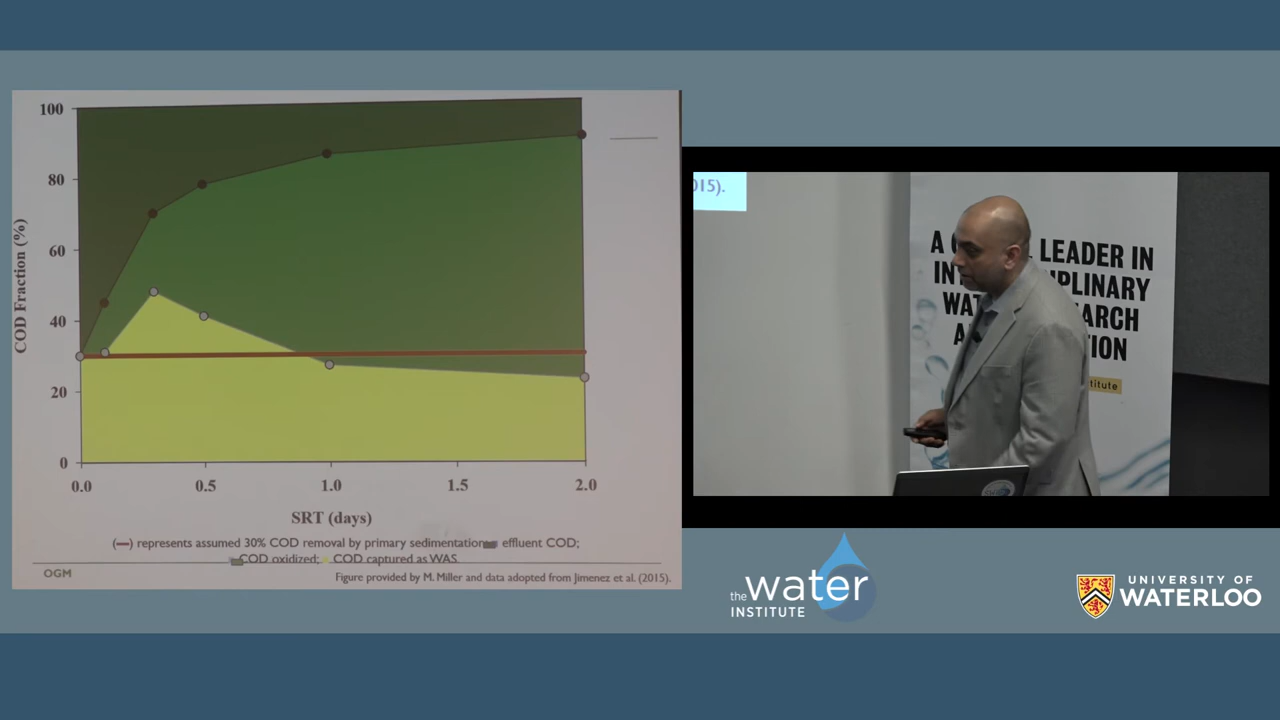 100
80
60
40
20
0
COD Fraction (%)
0.0 0.5 1.0 1.5 2.0
SRT (days)
(—) represents assumed 30% COD removal by primary sedimentation; effluent COD;
COD oxidized; COD captured as WAS.
OGM
Figure provided by M. Miller and data adopted from Jimenez et al. (2015).
015).
A LEADER IN
IN PLINARY
WAT ARCH
A TION
titute
the water
INSTITUTE
UNIVERSITY OF
WATERLOO